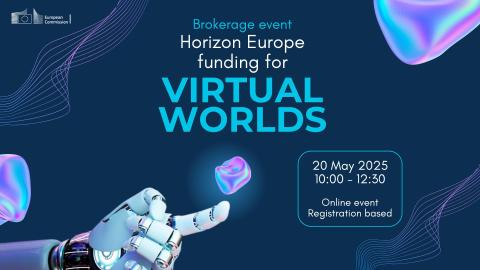 European
Commission
Brokerage event
Horizon Europe
funding for
VIRTUAL
WORLDS
20 May 2025
10:00 - 12:30
Online event
Registration based